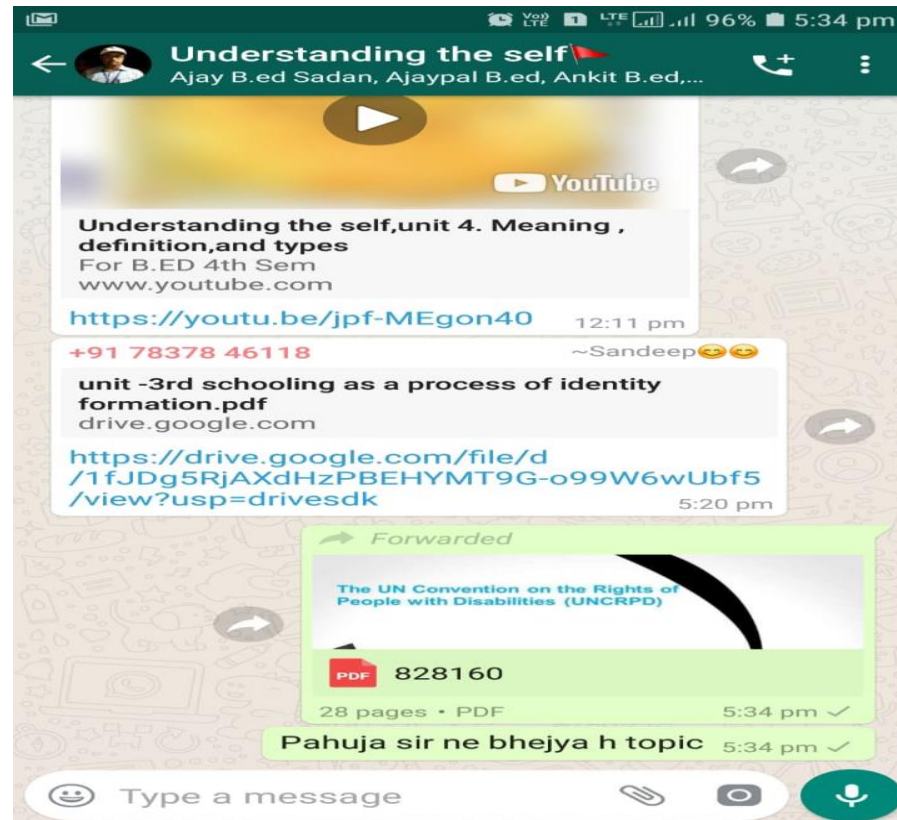 VoLTE 1 LTE 96% 5:34 pm
Understanding the self
Ajay B.ed Sadan, Ajaypal B.ed, Ankit B.ed,...
YouTube
Understanding the self,unit 4. Meaning ,
definition,and types
For B.ED 4th Sem
www.youtube.com
https://youtu.be/jpf-MEgon40 12:11 pm
+91 78378 46118 ~Sandeep😊😊
unit -3rd schooling as a process of identity
formation.pdf
drive.google.com
https://drive.google.com/file/d
/1fJDg5RjAXdHzPBEHYMT9G-o99W6wUbf5
/view?usp=drivesdk 5:20 pm
Forwarded
The UN Convention on the Rights of
People with Disabilities (UNCRPD)
PDF 828160
28 pages • PDF 5:34 pm
Pahuja sir ne bhejya h topic 5:34 pm
Type a message